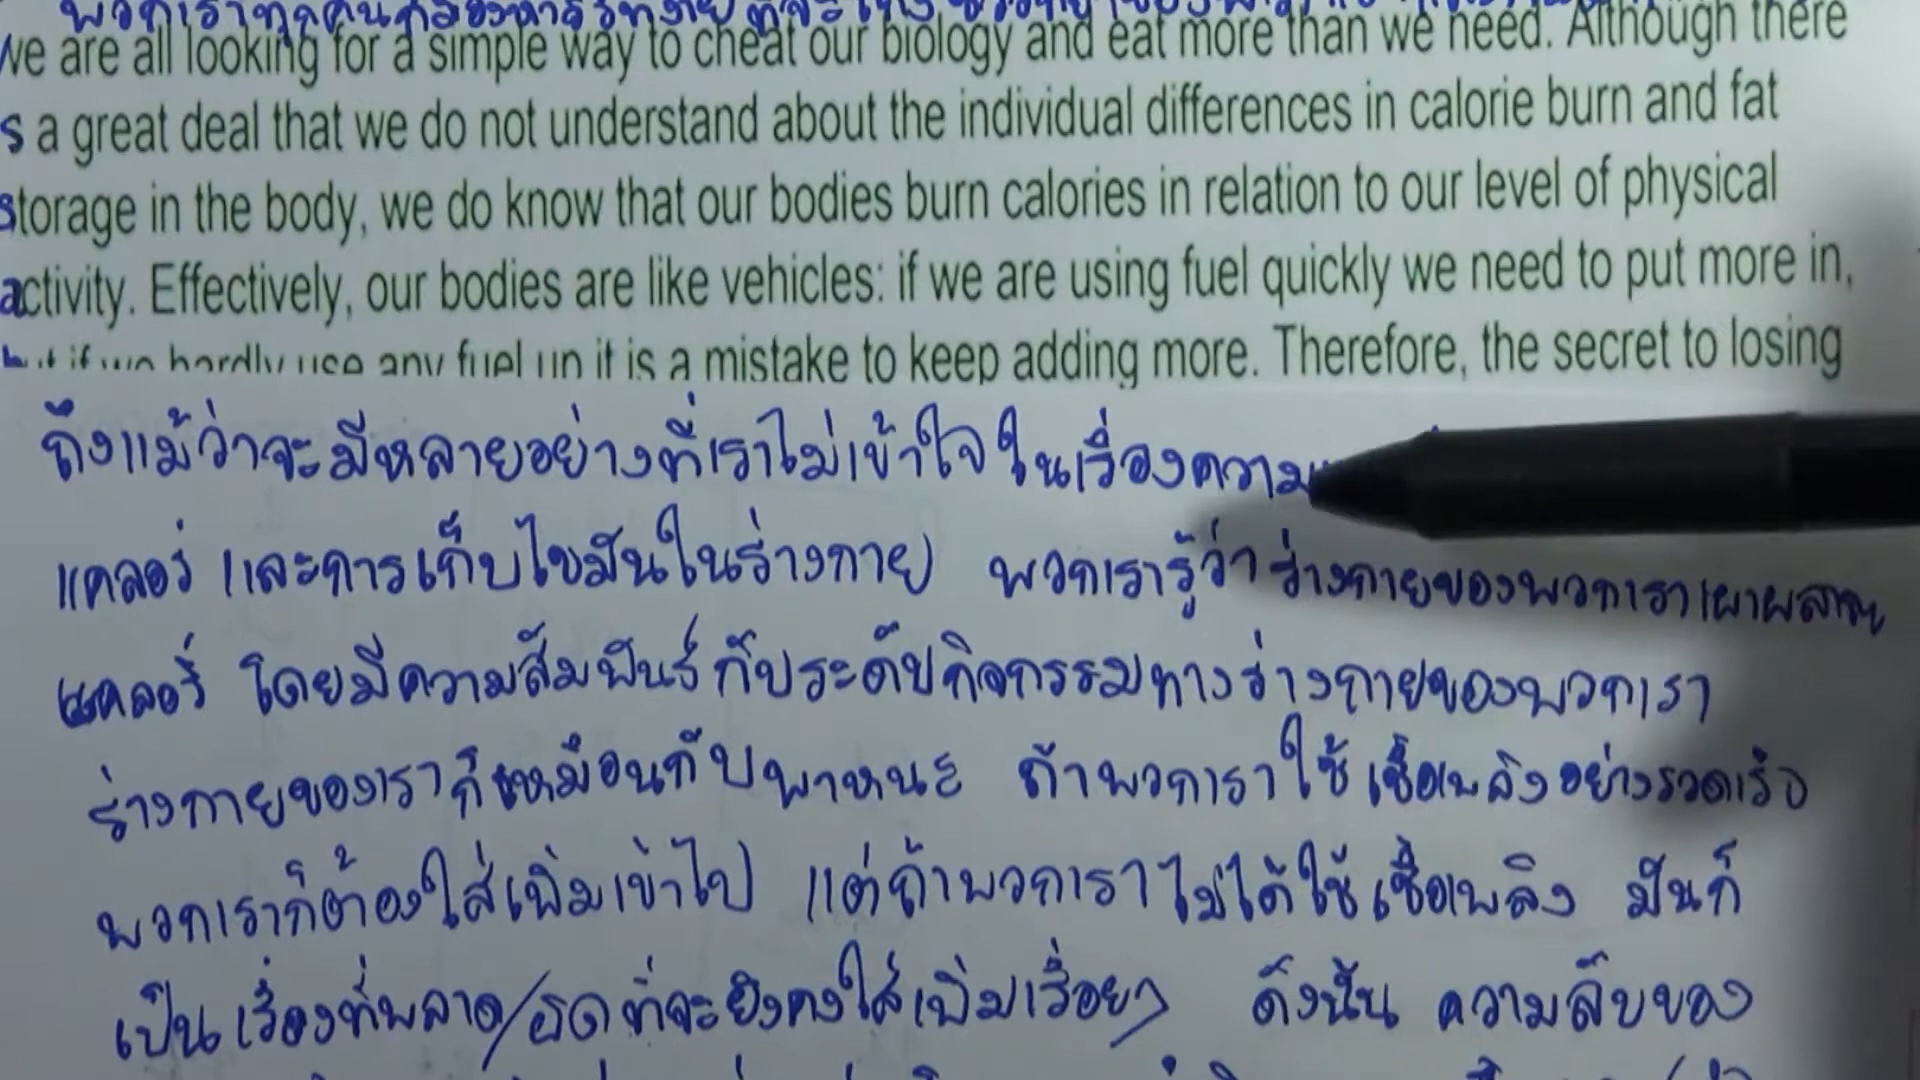 พวกเราทุกคน
we are all looking for a simple way to cheat our biology and eat more than we need. Although there
s a great deal that we do not understand about the individual differences in calorie burn and fat
storage in the body, we do know that our bodies burn calories in relation to our level of physical
activity. Effectively, our bodies are like vehicles: if we are using fuel quickly we need to put more in,
but if we hardly use any fuel up it is a mistake to keep adding more. Therefore, the secret to losing
ถึงแม้ว่าจะมีหลายอย่างที่เราไม่เข้าใจ ในเรื่องความ
แคลอรี่ และการเก็บไขมันในร่างกาย พวกเรารู้ว่า ร่างกายของพวกเราเผาผลาญ
แคลอรี่ โดยมีความสัมพันธ์กับระดับกิจกรรมทางร่างกายของพวกเรา
ร่างกายของเราก็เหมือนกับพาหนะ ถ้าพวกเราใช้เชื้อเพลิงอย่างรวดเร็ว
พวกเราก็ต้องใส่เพิ่มเข้าไป แต่ถ้าพวกเราไม่ได้ใช้เชื้อเพลิง มันก็
เป็นเรื่องที่พลาด/ผิด ที่จะยังคงใส่เพิ่มเรื่อยๆ ดังนั้น ความลับของ